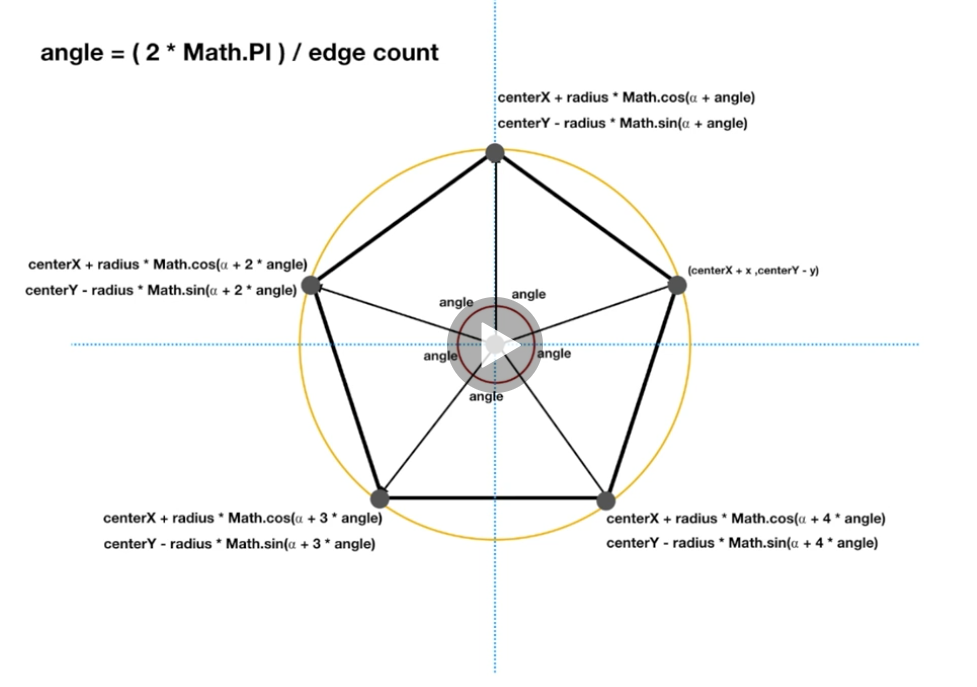 angle = ( 2 * Math.PI ) / edge count
centerX + radius * Math.cos(α + angle)
centerY - radius * Math.sin(α + angle)
centerX + radius * Math.cos(α + 2 * angle)
centerY - radius * Math.sin(α + 2 * angle)
(centerX + x ,centerY - y)
angle
angle
angle
angle
angle
centerX + radius * Math.cos(α + 3 * angle)
centerY - radius * Math.sin(α + 3 * angle)
centerX + radius * Math.cos(α + 4 * angle)
centerY - radius * Math.sin(α + 4 * angle)